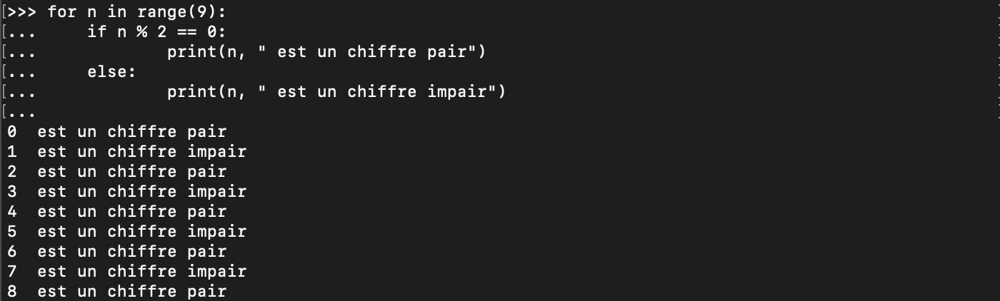 [>>> for n in range(9):
[...     if n % 2 == 0:
[...             print(n, " est un chiffre pair")
[...     else:
[...             print(n, " est un chiffre impair")
[...
0  est un chiffre pair
1  est un chiffre impair
2  est un chiffre pair
3  est un chiffre impair
4  est un chiffre pair
5  est un chiffre impair
6  est un chiffre pair
7  est un chiffre impair
8  est un chiffre pair